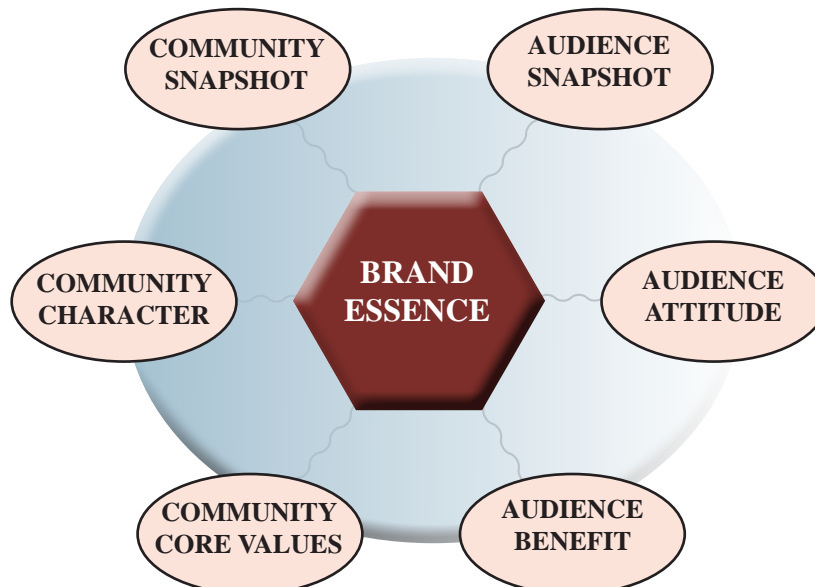 COMMUNITY
SNAPSHOT
AUDIENCE
SNAPSHOT
COMMUNITY
CHARACTER
BRAND
ESSENCE
AUDIENCE
ATTITUDE
COMMUNITY
CORE VALUES
AUDIENCE
BENEFIT